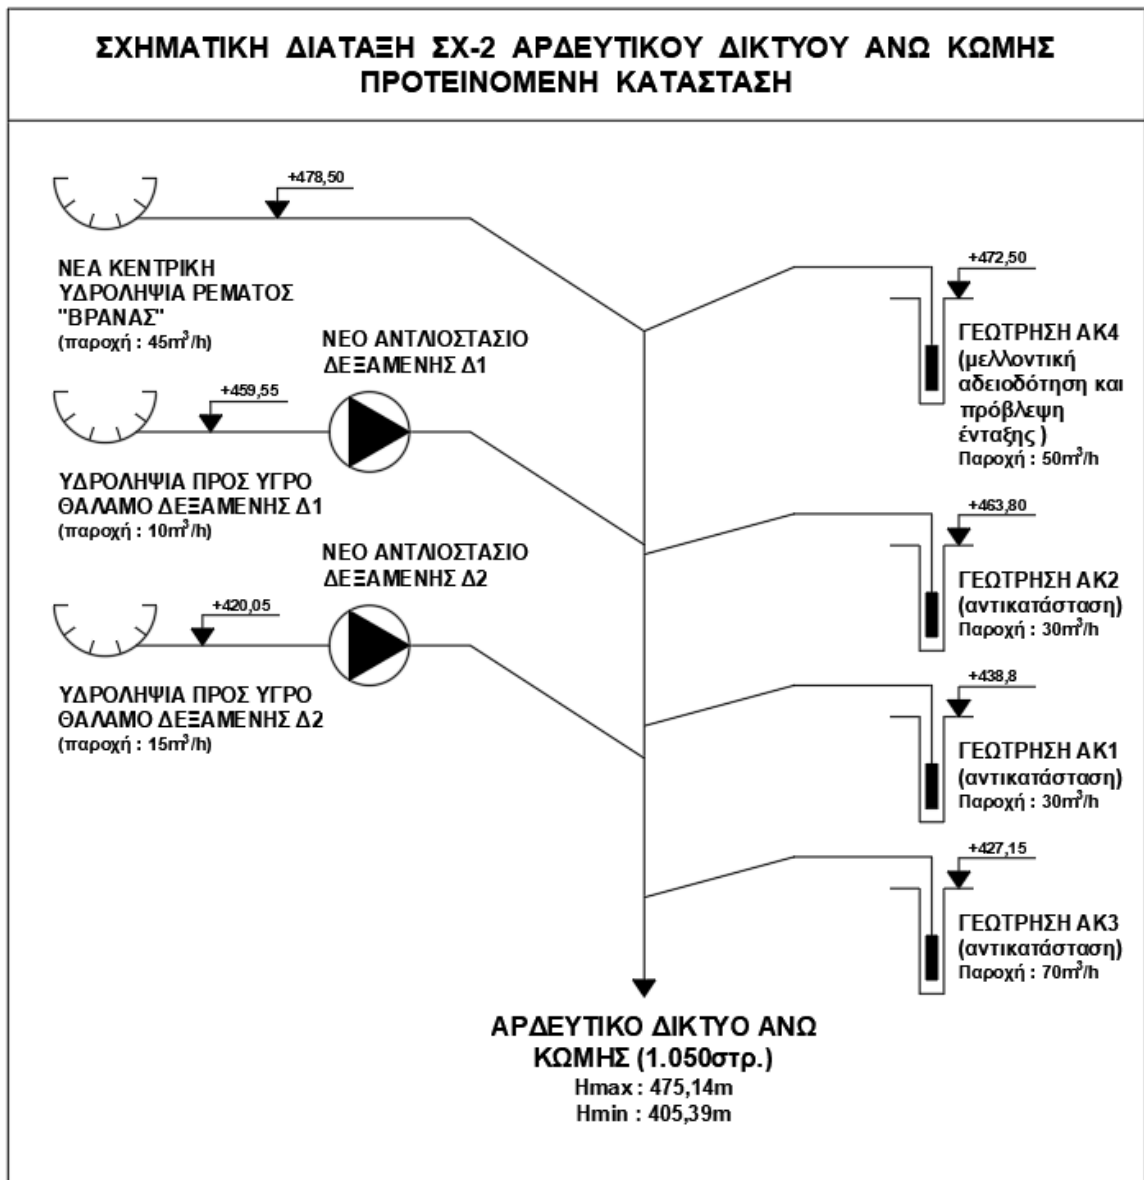 ΣΧΗΜΑΤΙΚΗ ΔΙΑΤΑΞΗ ΣΧ-2 ΑΡΔΕΥΤΙΚΟΥ ΔΙΚΤΥΟΥ ΑΝΩ ΚΩΜΗΣ
ΠΡΟΤΕΙΝΟΜΕΝΗ ΚΑΤΑΣΤΑΣΗ
+478,50
ΝΕΑ ΚΕΝΤΡΙΚΗ
ΥΔΡΟΛΗΨΙΑ ΡΕΜΑΤΟΣ
"ΒΡΑΝΑΣ"
(παροχή : 45m³/h)
ΝΕΟ ΑΝΤΛΙΟΣΤΑΣΙΟ
ΔΕΞΑΜΕΝΗΣ Δ1
+459,55
ΥΔΡΟΛΗΨΙΑ ΠΡΟΣ ΥΓΡΟ
ΘΑΛΑΜΟ ΔΕΞΑΜΕΝΗΣ Δ1
(παροχή : 10m³/h)
ΝΕΟ ΑΝΤΛΙΟΣΤΑΣΙΟ
ΔΕΞΑΜΕΝΗΣ Δ2
+420,05
ΥΔΡΟΛΗΨΙΑ ΠΡΟΣ ΥΓΡΟ
ΘΑΛΑΜΟ ΔΕΞΑΜΕΝΗΣ Δ2
(παροχή : 15m³/h)
+472,50
ΓΕΩΤΡΗΣΗ ΑΚ4
(μελλοντική
αδειοδότηση και
πρόβλεψη
ένταξης )
Παροχή : 50m³/h
+463,80
ΓΕΩΤΡΗΣΗ ΑΚ2
(αντικατάσταση)
Παροχή : 30m³/h
+438,8
ΓΕΩΤΡΗΣΗ ΑΚ1
(αντικατάσταση)
Παροχή : 30m³/h
+427,15
ΓΕΩΤΡΗΣΗ ΑΚ3
(αντικατάσταση)
Παροχή : 70m³/h
ΑΡΔΕΥΤΙΚΟ ΔΙΚΤΥΟ ΑΝΩ
ΚΩΜΗΣ (1.050στρ.)
Hmax : 475,14m
Hmin : 405,39m